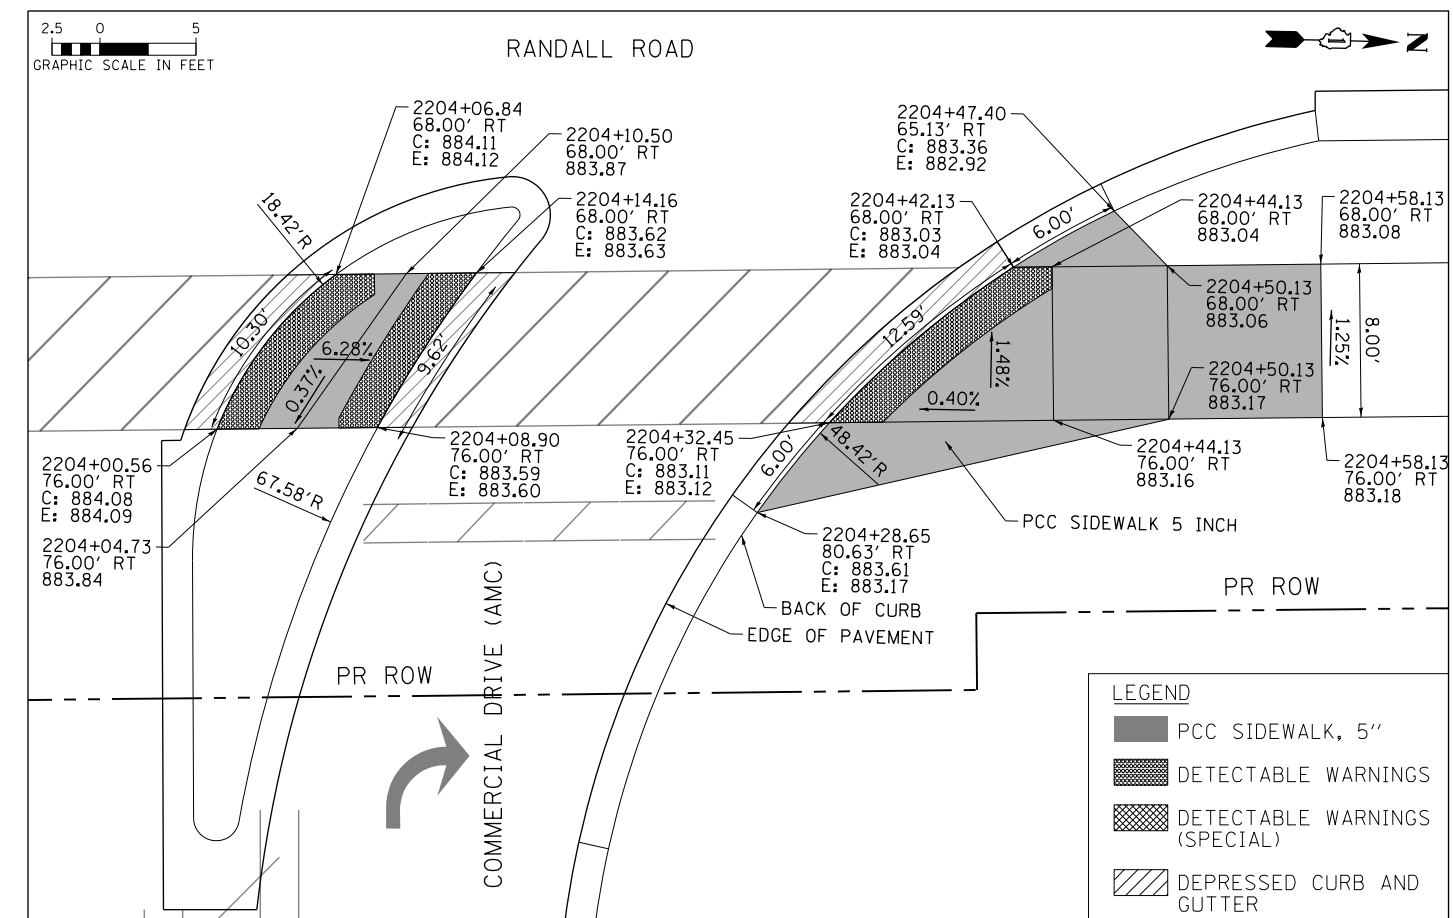 2.5 0 5
GRAPHIC SCALE IN FEET
RANDALL ROAD
N
2204+06.84
68.00' RT
C: 884.11
E: 884.12
2204+10.50
68.00' RT
883.87
2204+14.16
68.00' RT
C: 883.62
E: 883.63
2204+47.40
65.13' RT
C: 883.36
E: 882.92
2204+42.13
68.00' RT
C: 883.03
E: 883.04
2204+44.13
68.00' RT
883.04
2204+58.13
68.00' RT
883.08
18.42'R
6.00'
2204+50.13
68.00' RT
883.06
10.30'
6.28%
0.37%
9.62'
12.59'
1.48%
0.40%
1.25%
8.00'
2204+50.13
76.00' RT
883.17
2204+00.56
76.00' RT
C: 884.08
E: 884.09
2204+04.73
76.00' RT
883.84
67.58'R
2204+08.90
76.00' RT
C: 883.59
E: 883.60
2204+32.45
76.00' RT
C: 883.11
E: 883.12
6.00'
48.42'R
2204+44.13
76.00' RT
883.16
2204+58.13
76.00' RT
883.18
PCC SIDEWALK 5 INCH
2204+28.65
80.63' RT
C: 883.61
E: 883.17
BACK OF CURB
EDGE OF PAVEMENT
PR ROW
PR ROW
COMMERCIAL DRIVE (AMC)
LEGEND
PCC SIDEWALK, 5''
DETECTABLE WARNINGS
DETECTABLE WARNINGS
(SPECIAL)
DEPRESSED CURB AND
GUTTER